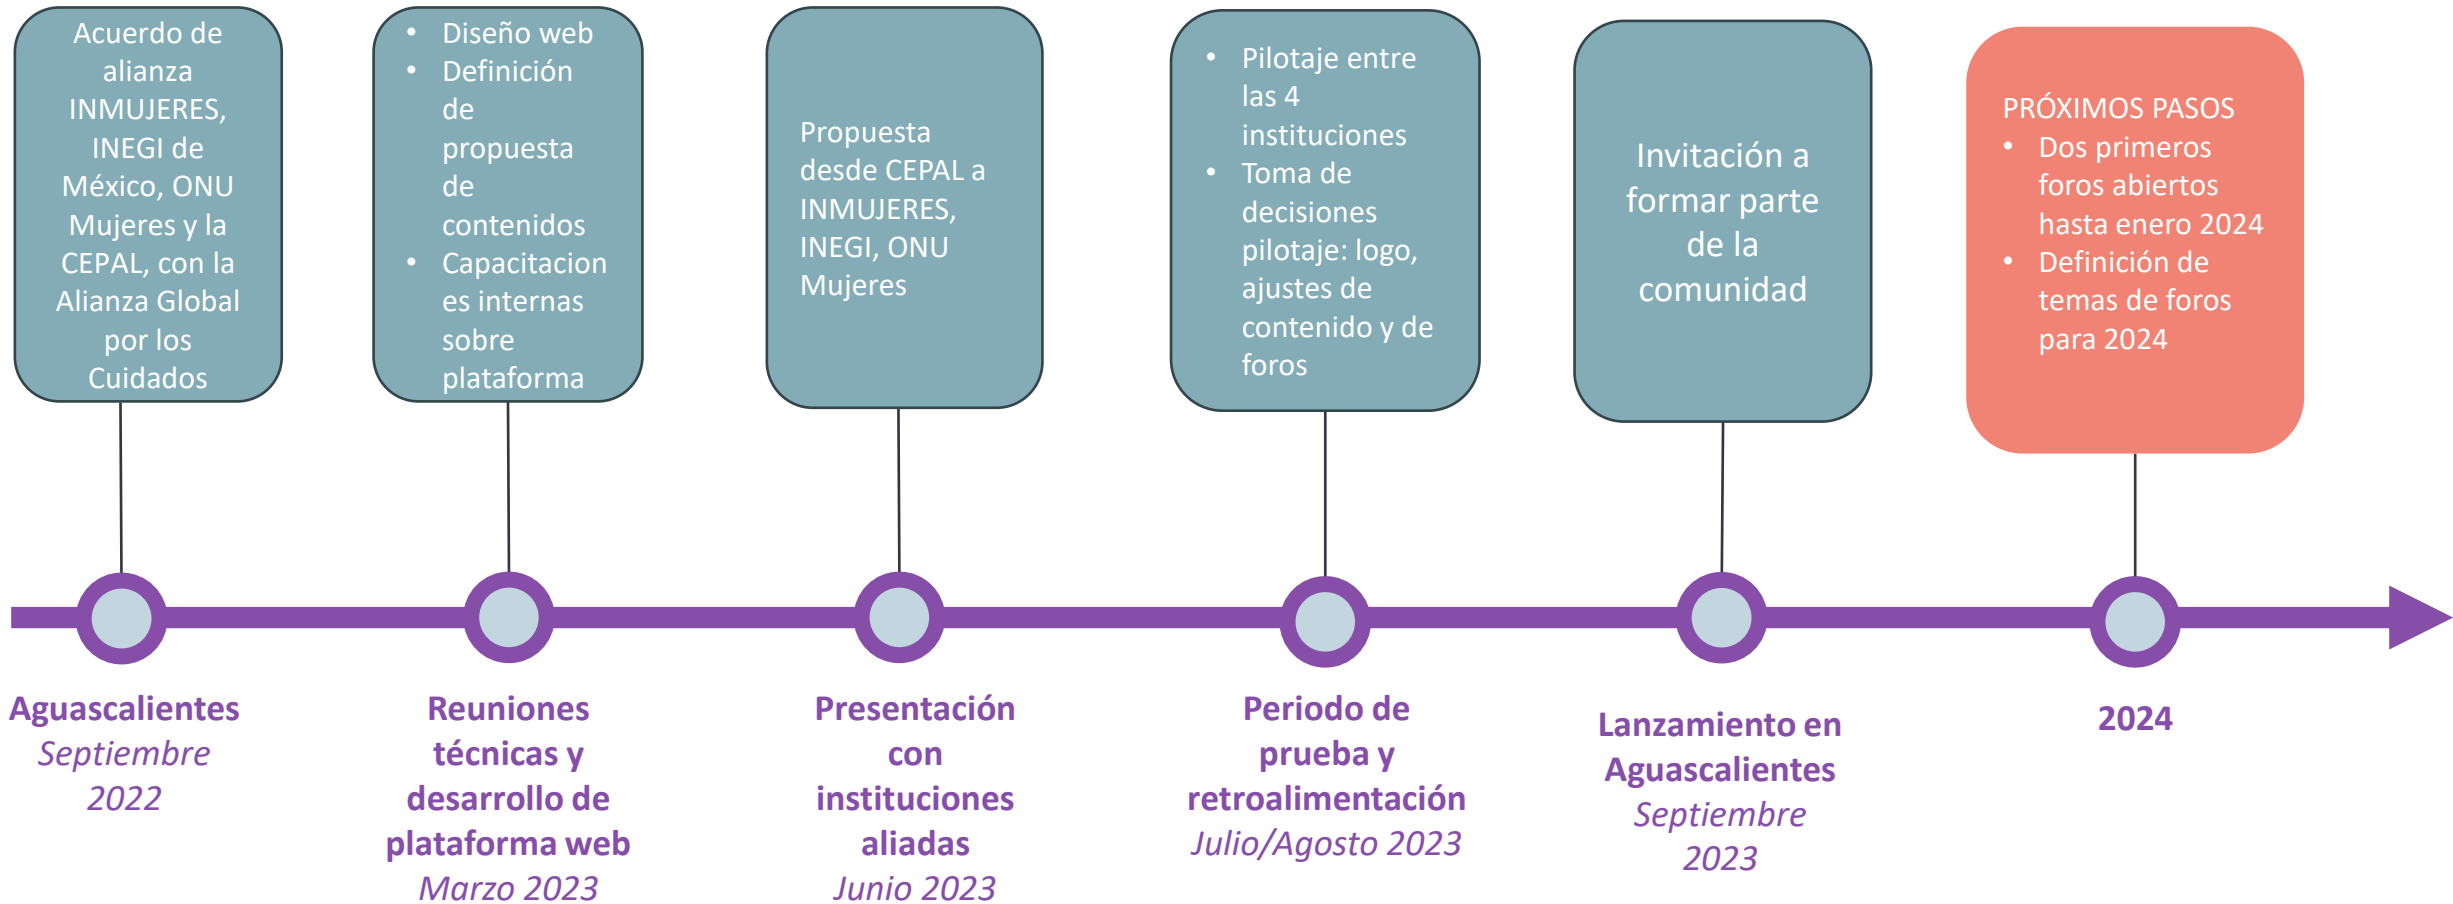 Acuerdo de
alianza
INMUJERES,
INEGI de
México, ONU
Mujeres y la
CEPAL, con la
Alianza Global
por los
Cuidados
• Diseño web
• Definición
de
propuesta
de
contenidos
• Capacitacion
es internas
sobre
plataforma
Propuesta
desde CEPAL a
INMUJERES,
INEGI, ONU
Mujeres
• Pilotaje entre
las 4
instituciones
• Toma de
decisiones
pilotaje: logo,
ajustes de
contenido y de
foros
Invitación a
formar parte
de la
comunidad
PRÓXIMOS PASOS
• Dos primeros
foros abiertos
hasta enero 2024
• Definición de
temas de foros
para 2024
Aguascalientes
Septiembre
2022
Reuniones
técnicas y
desarrollo de
plataforma web
Marzo 2023
Presentación
con
instituciones
aliadas
Junio 2023
Periodo de
prueba y
retroalimentación
Julio/Agosto 2023
Lanzamiento en
Aguascalientes
Septiembre
2023
2024